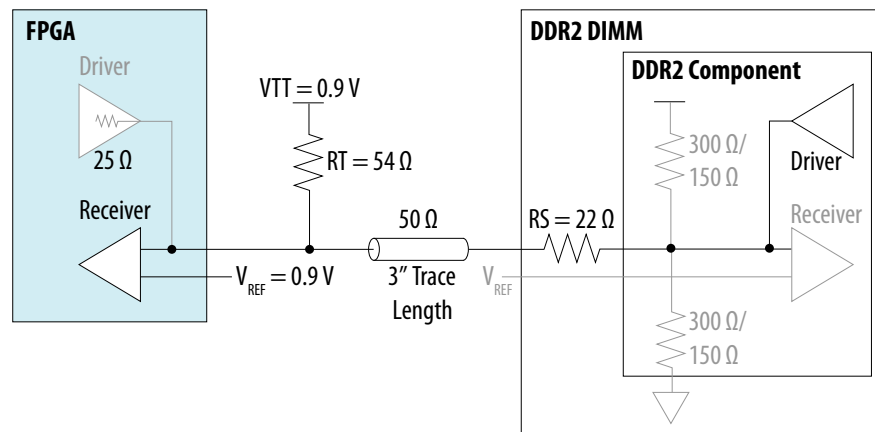 FPGA
Driver
25 Ω
Receiver
VTT = 0.9 V
RT = 54 Ω
V_REF = 0.9 V
50 Ω
3″ Trace
Length
DDR2 DIMM
RS = 22 Ω
V_REF
DDR2 Component
300 Ω/
150 Ω
Driver
Receiver
300 Ω/
150 Ω